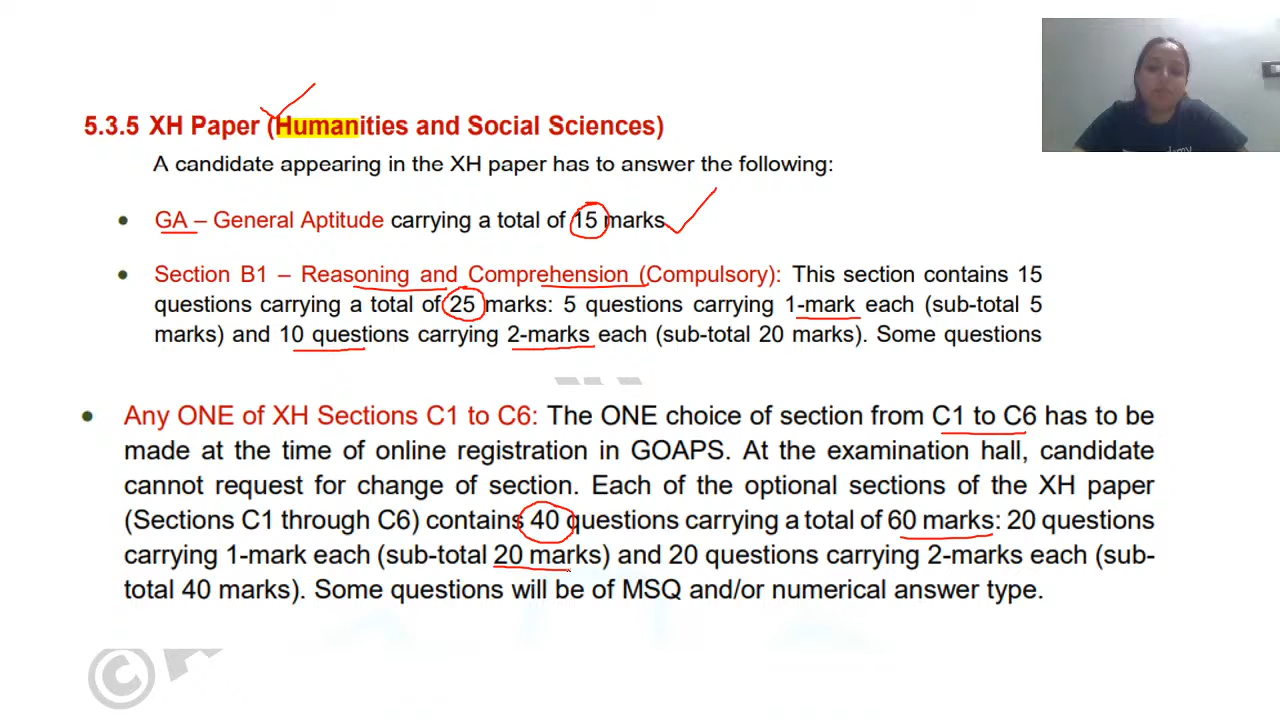 5.3.5 XH Paper (Humanities and Social Sciences)
A candidate appearing in the XH paper has to answer the following:
• GA – General Aptitude carrying a total of 15 marks
• Section B1 – Reasoning and Comprehension (Compulsory): This section contains 15
questions carrying a total of 25 marks: 5 questions carrying 1-mark each (sub-total 5
marks) and 10 questions carrying 2-marks each (sub-total 20 marks). Some questions
• Any ONE of XH Sections C1 to C6: The ONE choice of section from C1 to C6 has to be
made at the time of online registration in GOAPS. At the examination hall, candidate
cannot request for change of section. Each of the optional sections of the XH paper
(Sections C1 through C6) contains 40 questions carrying a total of 60 marks: 20 questions
carrying 1-mark each (sub-total 20 marks) and 20 questions carrying 2-marks each (sub-
total 40 marks). Some questions will be of MSQ and/or numerical answer type.
©